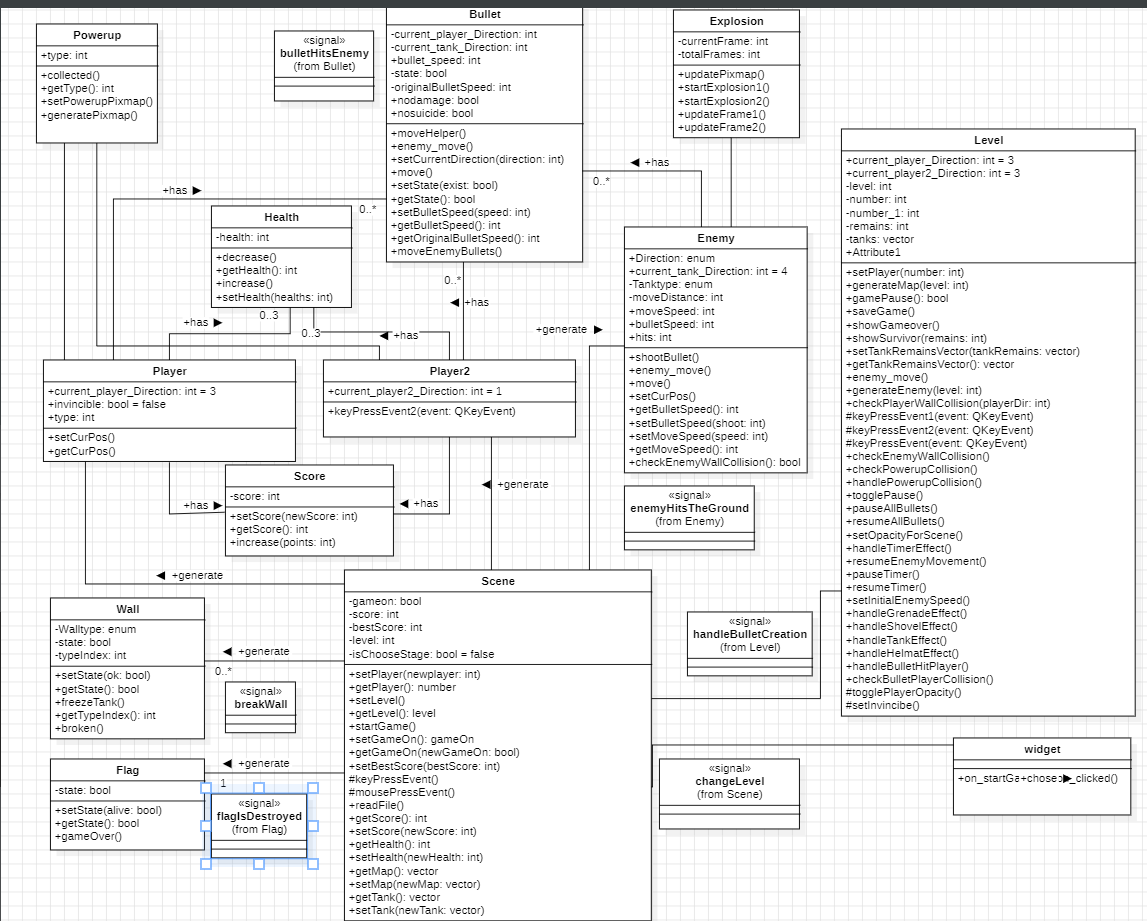 Powerup
+type: int
+collected()
+getType(): int
+setPowerupPixmap()
+generatePixmap()
«signal»
bulletHitsEnemy
(from Bullet)
Bullet
-current_player_Direction: int
-current_tank_Direction: int
+bullet_speed: int
-state: bool
-originalBulletSpeed: int
+nodamage: bool
+nosuicide: bool
+moveHelper()
+enemy_move()
+setCurrentDirection(direction: int)
+move()
+setState(exist: bool)
+getState(): bool
+setBulletSpeed(speed: int)
+getBulletSpeed(): int
+getOriginalBulletSpeed(): int
+moveEnemyBullets()
Explosion
-currentFrame: int
-totalFrames: int
+updatePixmap()
+startExplosion1()
+startExplosion2()
+updateFrame1()
+updateFrame2()
Level
+current_player_Direction: int = 3
+current_player2_Direction: int = 3
-level: int
-number: int
-number_1: int
-remains: int
-tanks: vector
+Attribute1
+setPlayer(number: int)
+generateMap(level: int)
+gamePause(): bool
+saveGame()
+showGameover()
+showSurvivor(remains: int)
+setTankRemainsVector(tankRemains: vector)
+getTankRemainsVector(): vector
+enemy_move()
+generateEnemy(level: int)
+checkPlayerWallCollision(playerDir: int)
#keyPressEvent1(event: QKeyEvent)
#keyPressEvent2(event: QKeyEvent)
#keyPressEvent(event: QKeyEvent)
+checkEnemyWallCollision()
+checkPowerupCollision()
+handlePowerupCollision()
+togglePause()
+pauseAllBullets()
+resumeAllBullets()
+setOpacityForScene()
+handleTimerEffect()
+resumeEnemyMovement()
+pauseTimer()
+resumeTimer()
+setInitialEnemySpeed()
+handleGrenadeEffect()
+handleShovelEffect()
+handleTankEffect()
+handleHelmatEffect()
+handleBulletHitPlayer()
+checkBulletPlayerCollision()
#togglePlayerOpacity()
#setInvincibe()
+has
0..*
+has
0..*
Health
-health: int
+decrease()
+getHealth(): int
+increase()
+setHealth(healths: int)
Enemy
+Direction: enum
+current_tank_Direction: int = 4
-Tanktype: enum
-moveDistance: int
+moveSpeed: int
+bulletSpeed: int
+hits: int
+shootBullet()
+enemy_move()
+move()
+setCurPos()
+getBulletSpeed(): int
+setBulletSpeed(shoot: int)
+setMoveSpeed(speed: int)
+getMoveSpeed(): int
+checkEnemyWallCollision(): bool
0..*
+has
+has
0..3
0..3
+has
+generate
Player
+current_player_Direction: int = 3
+invincible: bool = false
+type: int
+setCurPos()
+getCurPos()
Player2
+current_player2_Direction: int = 1
+keyPressEvent2(event: QKeyEvent)
Score
-score: int
+setScore(newScore: int)
+getScore(): int
+increase(points: int)
+has
+has
+generate
«signal»
enemyHitsTheGround
(from Enemy)
+generate
Scene
-gameon: bool
-score: int
-bestScore: int
-level: int
-isChooseStage: bool = false
+setPlayer(newplayer: int)
+getPlayer(): number
+setLevel()
+getLevel(): level
+startGame()
+setGameOn(): gameOn
+getGameOn(newGameOn: bool)
+setBestScore(bestScore: int)
#keyPressEvent()
#mousePressEvent()
+readFile()
+getScore(): int
+setScore(newScore: int)
+getHealth(): int
+setHealth(newHealth: int)
+getMap(): vector
+setMap(newMap: vector)
+getTank(): vector
+setTank(newTank: vector)
Wall
-Walltype: enum
-state: bool
-typeIndex: int
+setState(ok: bool)
+getState(): bool
+freezeTank()
+getTypeIndex(): int
+broken()
+generate
0..*
«signal»
breakWall
+generate
1
Flag
-state: bool
+setState(alive: bool)
+getState(): bool
+gameOver()
«signal»
flagIsDestroyed
(from Flag)
«signal»
handleBulletCreation
(from Level)
«signal»
changeLevel
(from Scene)
widget
+chose
_clicked()